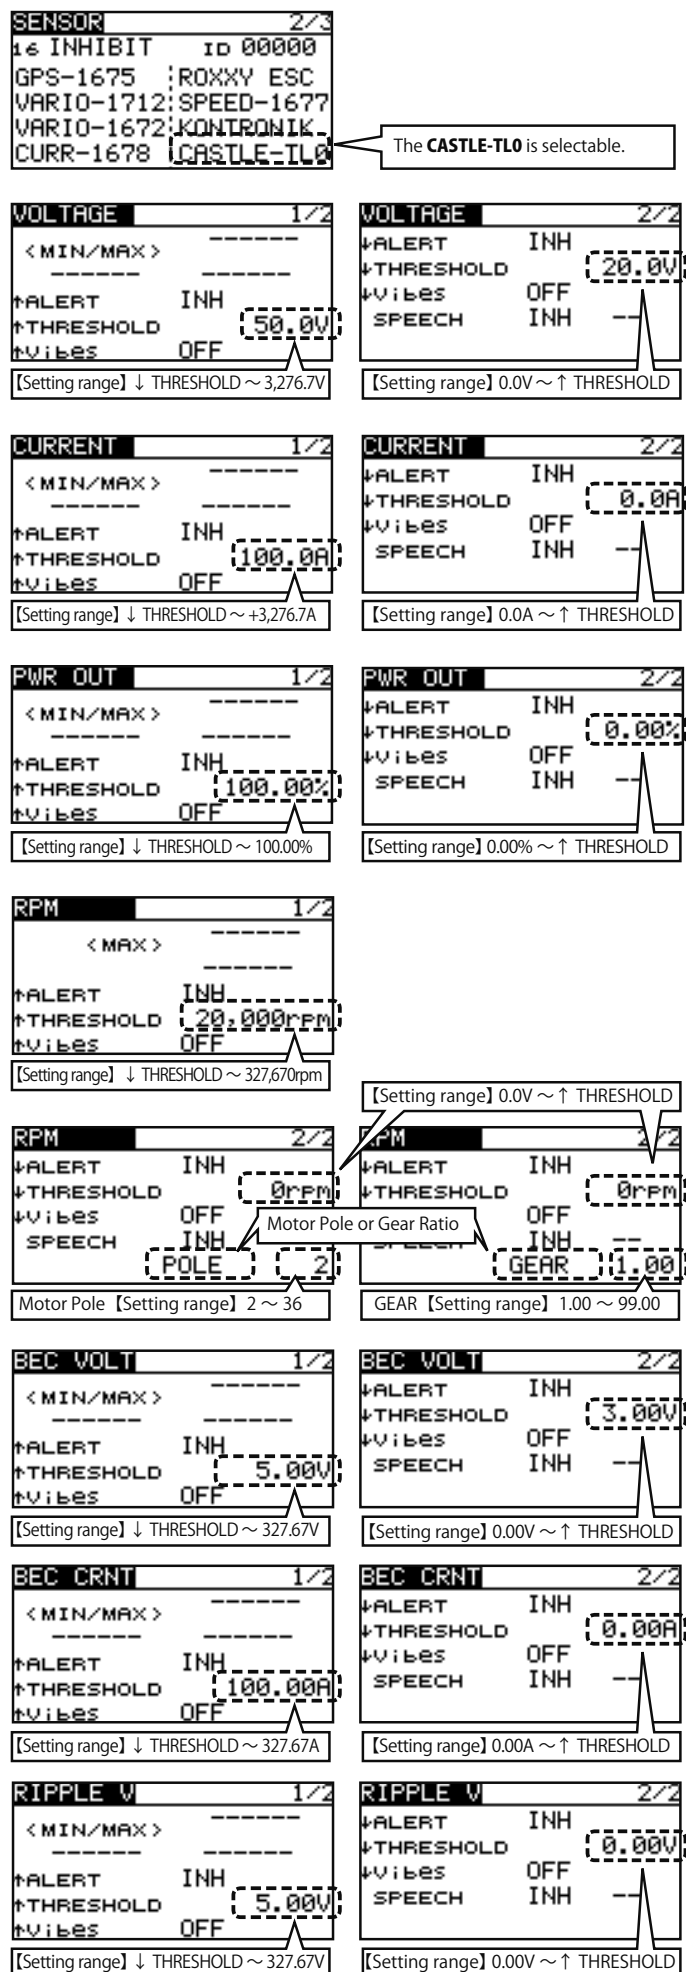 SENSOR 2/3
16 INHIBIT ID 00000
GPS-1675 ROXXY ESC
VARIO-1712 SPEED-1677
VARIO-1672 KONTRONIK
CURR-1678 CASTLE-TL0
The CASTLE-TL0 is selectable.
VOLTAGE 1/2
------
<MIN/MAX>
------ ------
↑ALERT INH
↑THRESHOLD 50.0V
↑Vibes OFF
【Setting range】 ↓ THRESHOLD ~ 3,276.7V
VOLTAGE 2/2
↓ALERT INH
↓THRESHOLD 20.0V
↓Vibes OFF
SPEECH INH --
【Setting range】 0.0V ~ ↑ THRESHOLD
CURRENT 1/2
------
<MIN/MAX>
------ ------
↑ALERT INH
↑THRESHOLD 100.0A
↑Vibes OFF
【Setting range】 ↓ THRESHOLD ~ +3,276.7A
CURRENT 2/2
↓ALERT INH
↓THRESHOLD 0.0A
↓Vibes OFF
SPEECH INH --
【Setting range】 0.0A ~ ↑ THRESHOLD
PWR OUT 1/2
------
<MIN/MAX>
------ ------
↑ALERT INH
↑THRESHOLD 100.00%
↑Vibes OFF
【Setting range】 ↓ THRESHOLD ~ 100.00%
PWR OUT 2/2
↓ALERT INH
↓THRESHOLD 0.00%
↓Vibes OFF
SPEECH INH --
【Setting range】 0.00% ~ ↑ THRESHOLD
RPM 1/2
------
<MAX>
------
↑ALERT INH
↑THRESHOLD 20,000rpm
↑Vibes OFF
【Setting range】 ↓ THRESHOLD ~ 327,670rpm
【Setting range】 0.0V ~ ↑ THRESHOLD
RPM 2/2
↓ALERT INH
↓THRESHOLD 0rpm
↓Vibes OFF
SPEECH INH
POLE 2
Motor Pole 【Setting range】 2 ~ 36
Motor Pole or Gear Ratio
RPM 2/2
↓ALERT INH
↓THRESHOLD 0rpm
OFF
SPEECH INH --
GEAR 1.00
GEAR 【Setting range】 1.00 ~ 99.00
BEC VOLT 1/2
------
<MIN/MAX>
------ ------
↑ALERT INH
↑THRESHOLD 5.00V
↑Vibes OFF
【Setting range】 ↓ THRESHOLD ~ 327.67V
BEC VOLT 2/2
↓ALERT INH
↓THRESHOLD 3.00V
↓Vibes OFF
SPEECH INH --
【Setting range】 0.00V ~ ↑ THRESHOLD
BEC CRNT 1/2
------
<MIN/MAX>
------ ------
↑ALERT INH
↑THRESHOLD 100.00A
↑Vibes OFF
【Setting range】 ↓ THRESHOLD ~ 327.67A
BEC CRNT 2/2
↓ALERT INH
↓THRESHOLD 0.00A
↓Vibes OFF
SPEECH INH --
【Setting range】 0.00A ~ ↑ THRESHOLD
RIPPLE V 1/2
------
<MIN/MAX>
------ ------
↑ALERT INH
↑THRESHOLD 5.00V
↑Vibes OFF
【Setting range】 ↓ THRESHOLD ~ 327.67V
RIPPLE V 2/2
↓ALERT INH
↓THRESHOLD 0.00V
↓Vibes OFF
SPEECH INH --
【Setting range】 0.00V ~ ↑ THRESHOLD